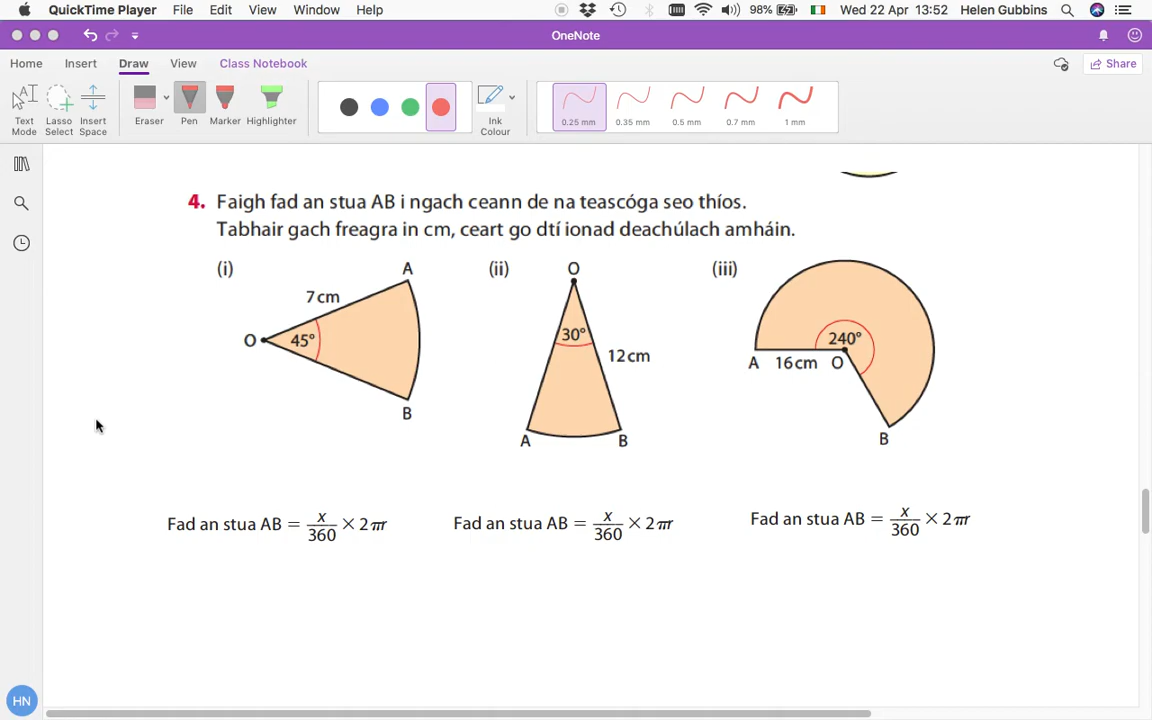 QuickTime Player File Edit View Window Help 98% Wed 22 Apr 13:52 Helen Gubbins
OneNote
Home Insert Draw View Class Notebook Share
Text Mode Lasso Select Insert Space Eraser Pen Marker Highlighter Ink Colour 0.25 mm 0.35 mm 0.5 mm 0.7 mm 1 mm
4. Faigh fad an stua AB i ngach ceann de na teascóga seo thíos.
Tabhair gach freagra in cm, ceart go dtí ionad deachúlach amháin.
(i) A 7 cm O 45° B
(ii) O 30° 12 cm A B
(iii) 240° A 16 cm O B
Fad an stua AB = x/360 × 2πr
Fad an stua AB = x/360 × 2πr
Fad an stua AB = x/360 × 2πr
HN